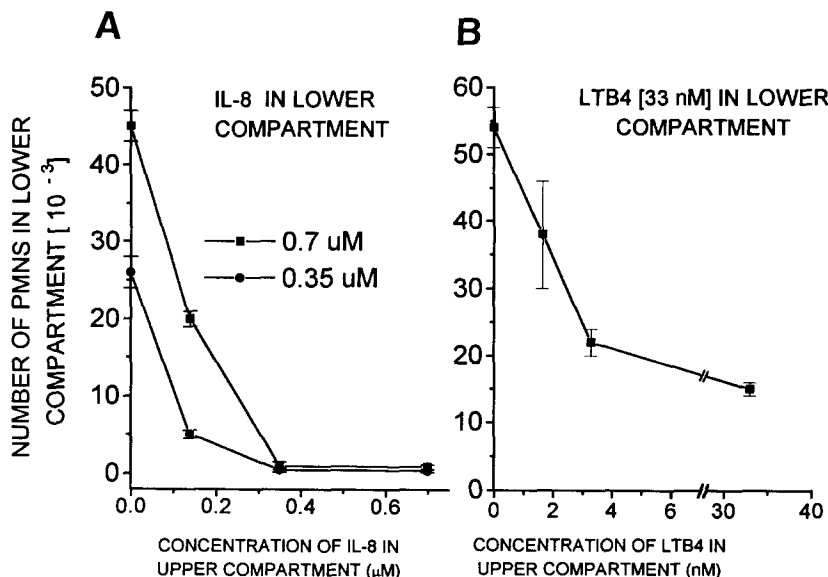 A
B
NUMBER OF PMNS IN LOWER
COMPARTMENT [ 10 -3 ]
50
40
30
20
10
0
IL-8 IN LOWER
COMPARTMENT
0.7 uM
0.35 uM
0.0 0.2 0.4 0.6
CONCENTRATION OF IL-8 IN
UPPER COMPARTMENT (μM)
60
50
40
30
20
10
0
LTB4 [33 nM] IN LOWER
COMPARTMENT
0 2 4 6 30 40
CONCENTRATION OF LTB4 IN
UPPER COMPARTMENT (nM)